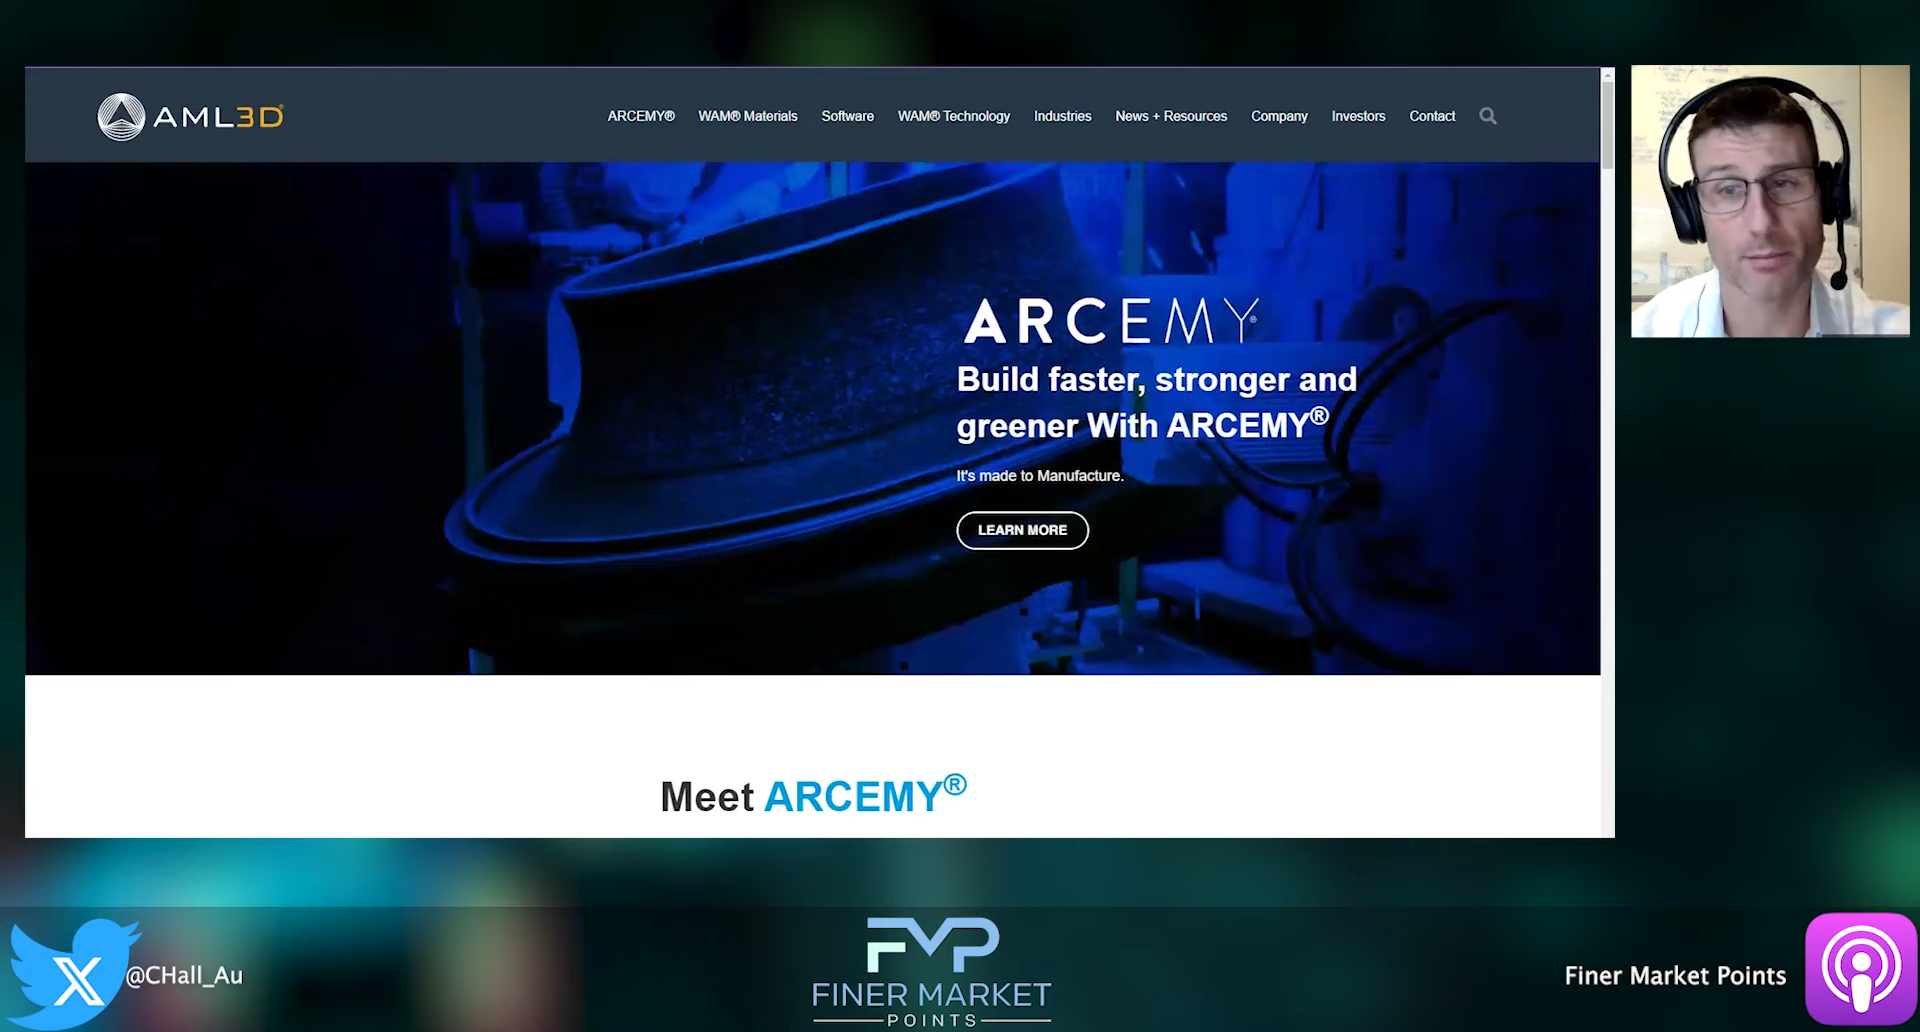 AML3D
ARCEMY® WAM® Materials Software WAM® Technology Industries News + Resources Company Investors Contact
ARCEMY®
Build faster, stronger and
greener With ARCEMY®
It's made to Manufacture.
LEARN MORE
Meet ARCEMY®
X @CHall_Au
FMP
FINER MARKET
POINTS
Finer Market Points